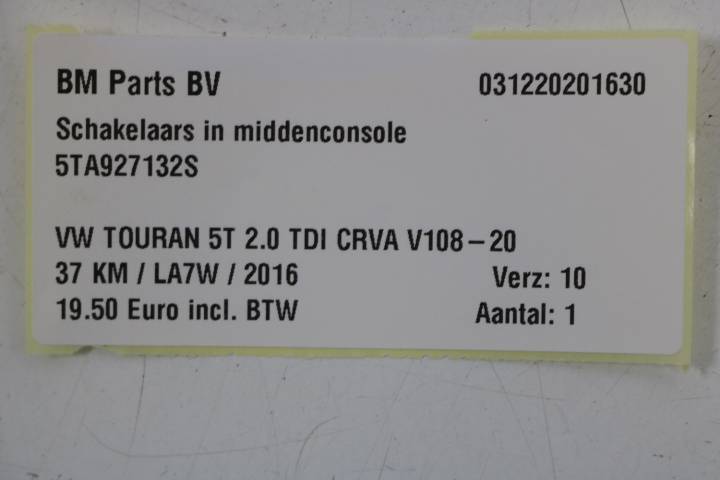 BM Parts BV 031220201630
Schakelaars in middenconsole
5TA927132S
VW TOURAN 5T 2.0 TDI CRVA V108-20
37 KM / LA7W / 2016 Verz: 10
19.50 Euro incl. BTW Aantal: 1